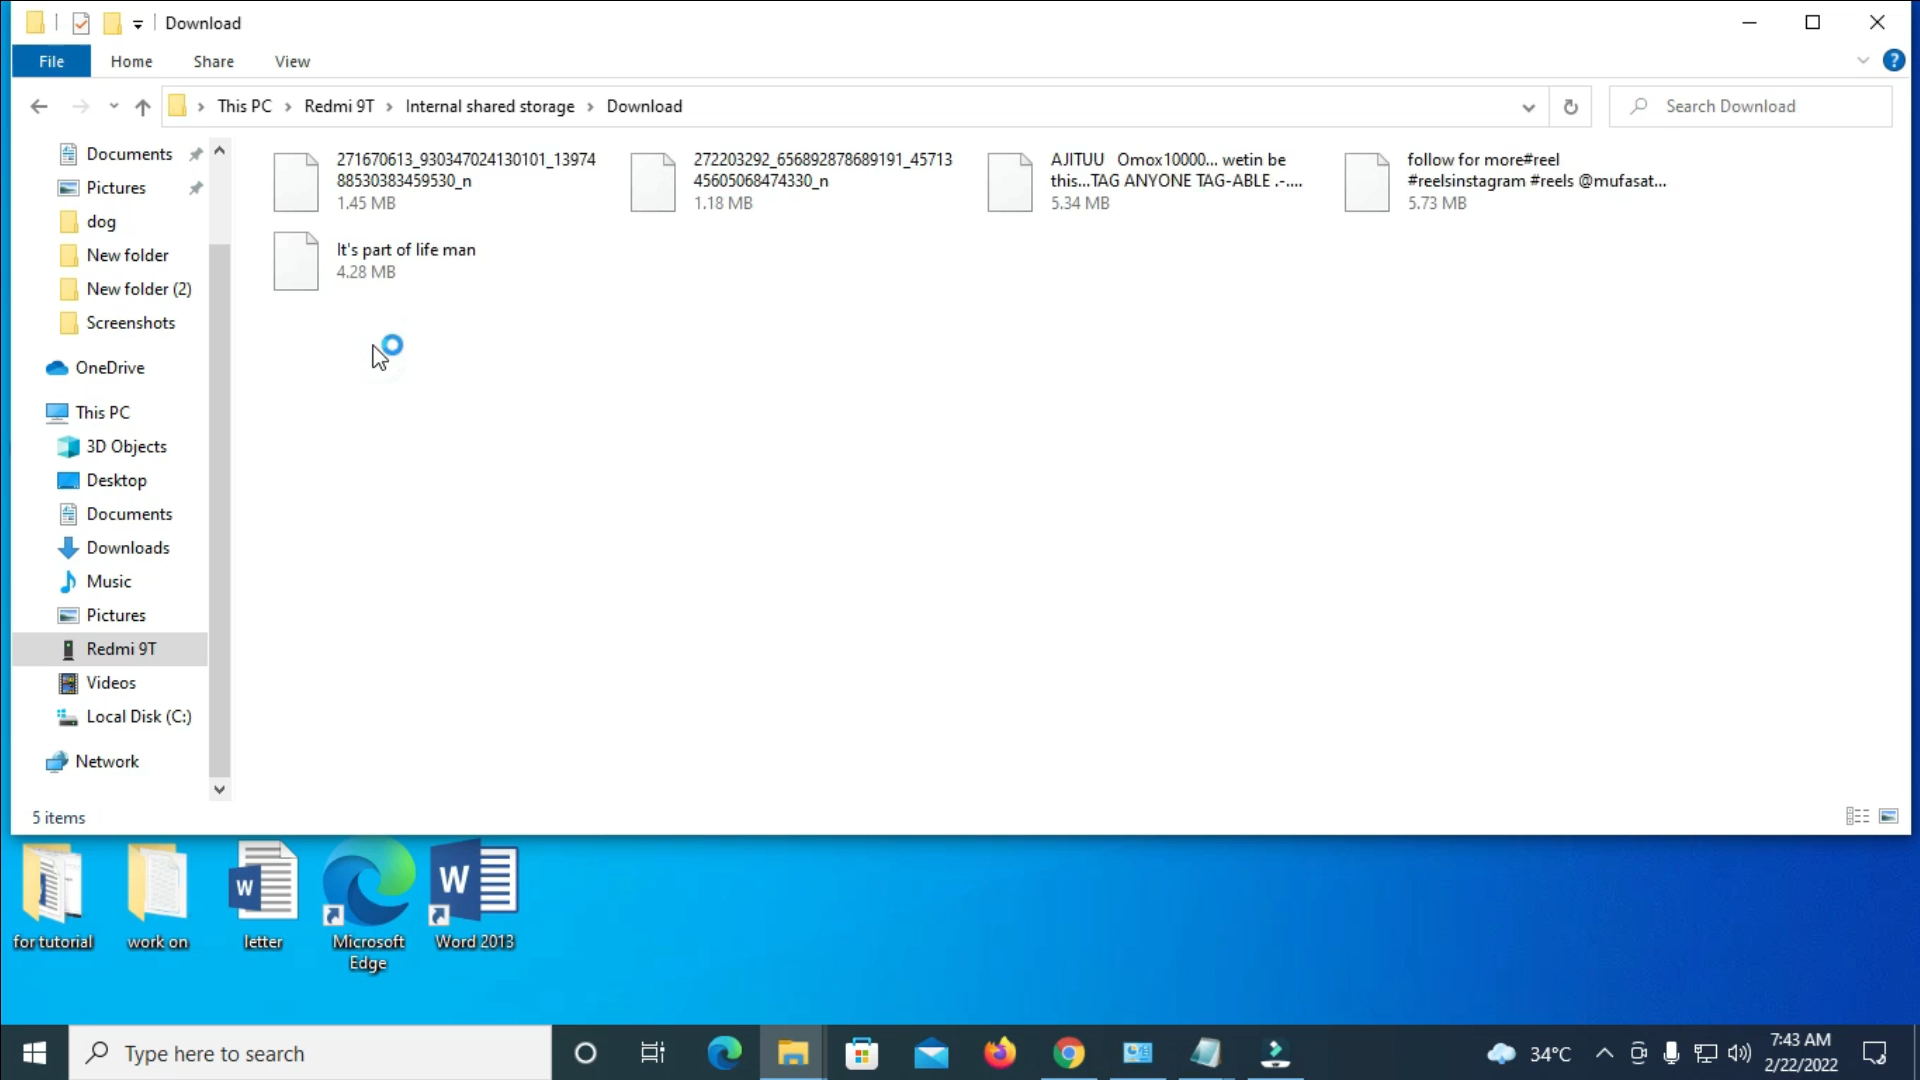 Download
File Home Share View
This PC > Redmi 9T > Internal shared storage > Download
Search Download
Documents
Pictures
dog
New folder
New folder (2)
Screenshots
OneDrive
This PC
3D Objects
Desktop
Documents
Downloads
Music
Pictures
Redmi 9T
Videos
Local Disk (C:)
Network
271670613_930347024130101_13974
88530383459530_n
1.45 MB
272203292_656892878689191_45713
45605068474330_n
1.18 MB
AJITUU Omox10000... wetin be
this...TAG ANYONE TAG-ABLE .-....
5.34 MB
follow for more#reel
#reelsinstagram #reels @mufasat...
5.73 MB
It's part of life man
4.28 MB
5 items
for tutorial
work on
letter
Microsoft
Edge
Word 2013
Type here to search
34°C
7:43 AM
2/22/2022